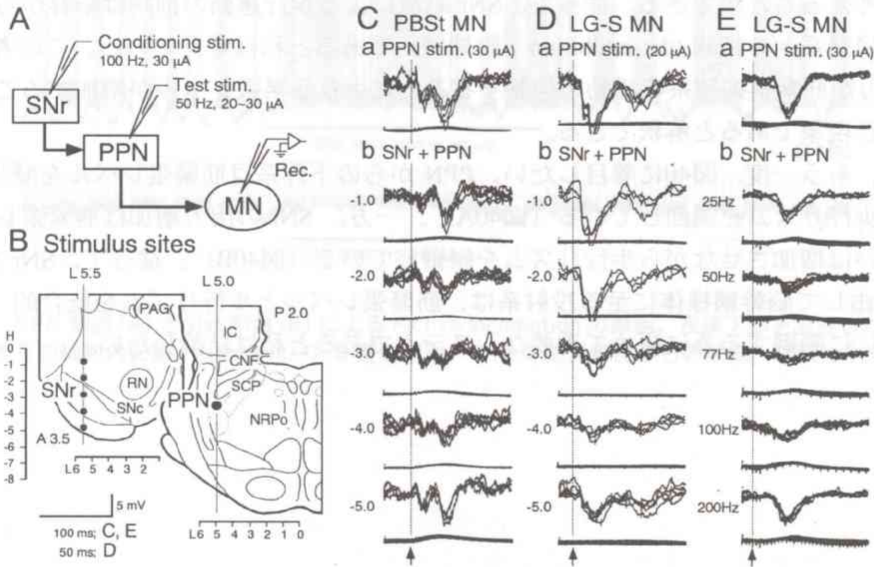 A
Conditioning stim.
100 Hz, 30 µA
Test stim.
50 Hz, 20–30 µA
SNr
PPN
MN
Rec.
B Stimulus sites
L 5.5
L 5.0
P 2.0
PAG
IC
CNF
SCP
PPN
NRPo
RN
SNr
SNc
A 3.5
H
0
-1
-2
-3
-4
-5
-6
-7
-8
L6 5 4 3 2
L6 5 4 3 2 1 0
5 mV
100 ms; C, E
50 ms; D
C PBSt MN
a PPN stim. (30 µA)
b SNr + PPN
-1.0
-2.0
-3.0
-4.0
-5.0
D LG-S MN
a PPN stim. (20 µA)
b SNr + PPN
-1.0
-2.0
-3.0
-4.0
-5.0
E LG-S MN
a PPN stim. (30 µA)
b SNr + PPN
25Hz
50Hz
77Hz
100Hz
200Hz